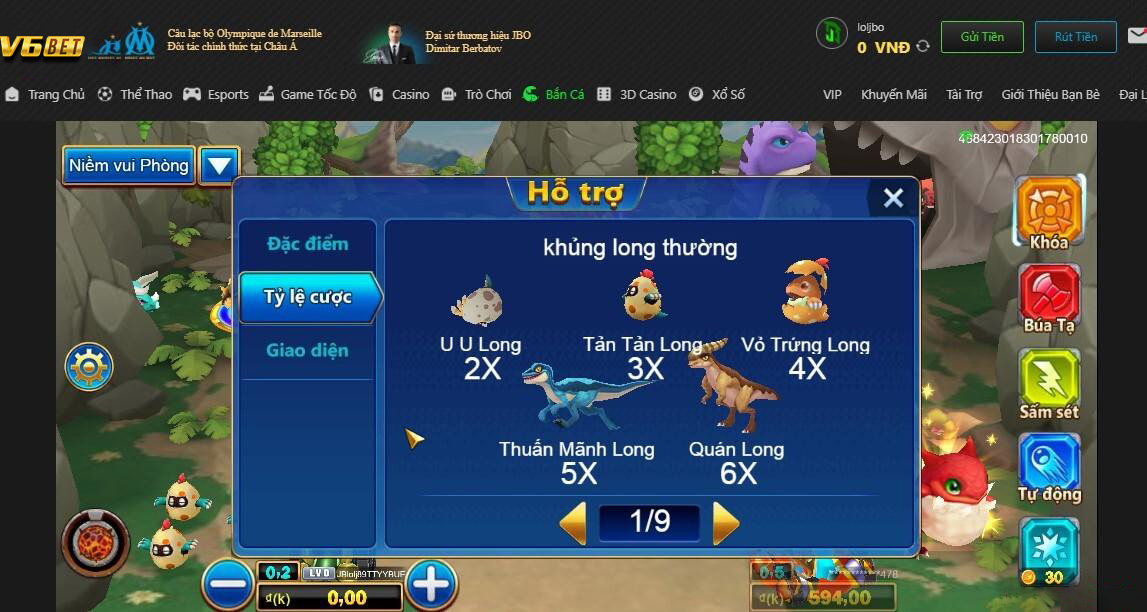 V6BET
Câu lạc bộ Olympique de Marseille
Đôi tác chính thức tại Châu Á
Đại sứ thương hiệu JBO
Dimitar Berbatov
loljbo
0 VNĐ
Gửi Tiền
Rút Tiền
Trang Chủ
Thể Thao
Esports
Game Tốc Độ
Casino
Trò Chơi
Bắn Cá
3D Casino
Xổ Số
VIP
Khuyến Mãi
Tài Trợ
Giới Thiệu Bạn Bè
Đại L
Niềm vui Phòng
Hỗ trợ
Đặc điểm
Tỷ lệ cược
Giao diện
khủng long thường
U U Long
2X
Tản Tản Long
3X
Vỏ Trứng Long
4X
Thuấn Mãnh Long
5X
Quán Long
6X
1/9
Khóa
Búa Tạ
Sấm sét
Tự động
30
0,2
LV 0
đ(k)
0,00
0,5
đ(k)
594,00